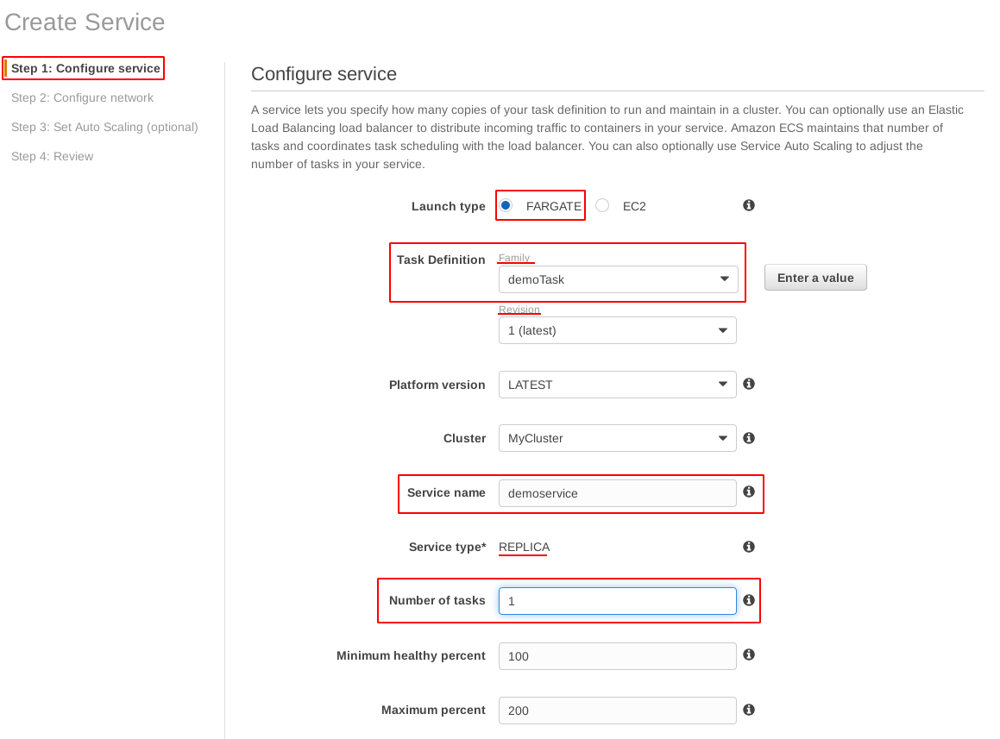 Create Service
Step 1: Configure service
Step 2: Configure network
Step 3: Set Auto Scaling (optional)
Step 4: Review
Configure service
A service lets you specify how many copies of your task definition to run and maintain in a cluster. You can optionally use an Elastic
Load Balancing load balancer to distribute incoming traffic to containers in your service. Amazon ECS maintains that number of
tasks and coordinates task scheduling with the load balancer. You can also optionally use Service Auto Scaling to adjust the
number of tasks in your service.
Launch type FARGATE EC2
Task Definition Family
demoTask Enter a value
Revision
1 (latest)
Platform version LATEST
Cluster MyCluster
Service name demoservice
Service type* REPLICA
Number of tasks 1
Minimum healthy percent 100
Maximum percent 200